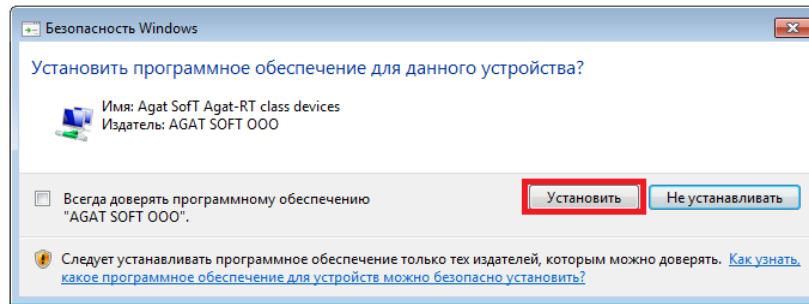 Безопасность Windows
Установить программное обеспечение для данного устройства?
Имя: Agat SofT Agat-RT class devices
Издатель: AGAT SOFT OOO
Всегда доверять программному обеспечению
"AGAT SOFT OOO".
Установить
Не устанавливать
Следует устанавливать программное обеспечение только тех издателей, которым можно доверять. Как узнать,
какое программное обеспечение для устройств можно безопасно установить?